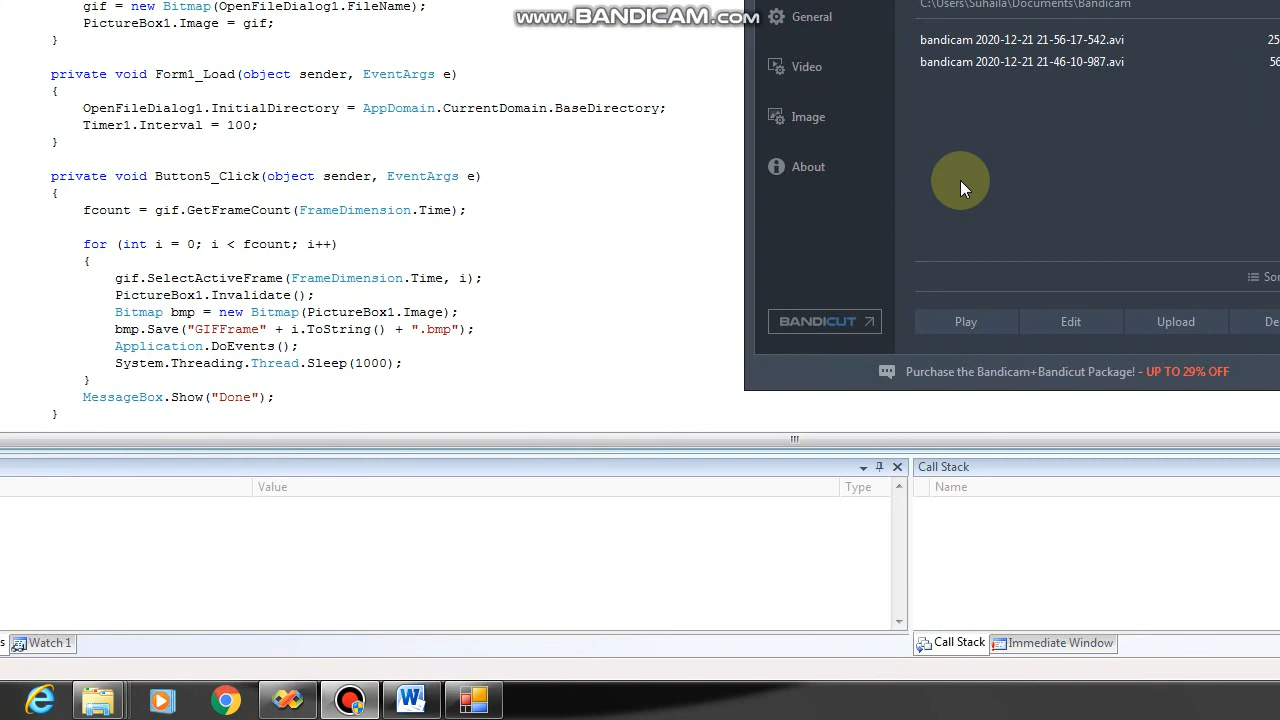 gif = new Bitmap(OpenFileDialog1.FileName);
PictureBox1.Image = gif;
}
private void Form1_Load(object sender, EventArgs e)
{
OpenFileDialog1.InitialDirectory = AppDomain.CurrentDomain.BaseDirectory;
Timer1.Interval = 100;
}
private void Button5_Click(object sender, EventArgs e)
{
fcount = gif.GetFrameCount(FrameDimension.Time);
for (int i = 0; i < fcount; i++)
{
gif.SelectActiveFrame(FrameDimension.Time, i);
PictureBox1.Invalidate();
Bitmap bmp = new Bitmap(PictureBox1.Image);
bmp.Save("GIFFrame" + i.ToString() + ".bmp");
Application.DoEvents();
System.Threading.Thread.Sleep(1000);
}
MessageBox.Show("Done");
}
www.BANDICAM.com
C:\Users\Suhaila\Documents\Bandicam
General
Video
Image
About
bandicam 2020-12-21 21-56-17-542.avi 25
bandicam 2020-12-21 21-46-10-987.avi 56
BANDICUT
Play Edit Upload
Purchase the Bandicam+Bandicut Package! - UP TO 29% OFF
Value Type
Call Stack
Name
Watch 1
Call Stack Immediate Window